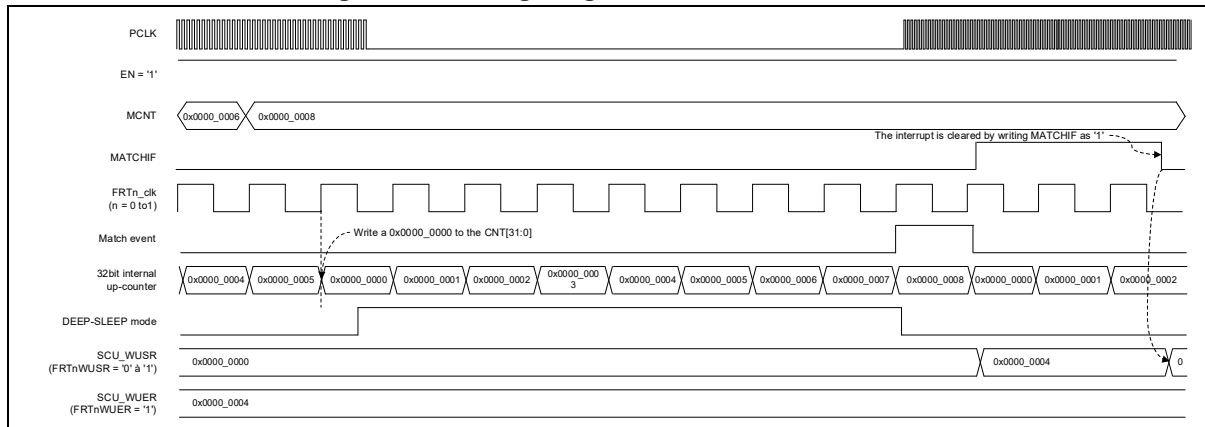 PCLK
EN = '1'
MCNT
0x0000_0006
0x0000_0008
The interrupt is cleared by writing MATCHIF as '1'
MATCHIF
FRTn_clk
(n = 0 to1)
Write a 0x0000_0000 to the CNT[31:0]
Match event
32bit internal
up-counter
0x0000_0004
0x0000_0005
0x0000_0000
0x0000_0001
0x0000_0002
0x0000_000
3
0x0000_0004
0x0000_0005
0x0000_0006
0x0000_0007
0x0000_0008
0x0000_0000
0x0000_0001
0x0000_0002
DEEP-SLEEP mode
SCU_WUSR
(FRTnWUSR = '0' à '1')
0x0000_0000
0x0000_0004
0
SCU_WUER
(FRTnWUER = '1')
0x0000_0004